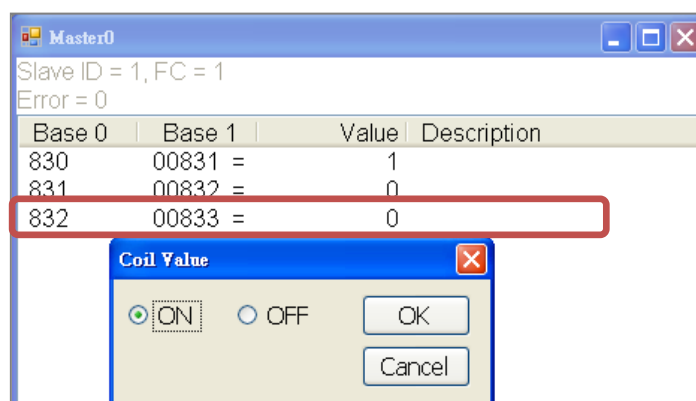 Master0
Slave ID = 1, FC = 1
Error = 0
Base 0 Base 1 Value Description
830 00831 = 1
831 00832 = 0
832 00833 = 0
Coil Value
ON OFF OK
Cancel